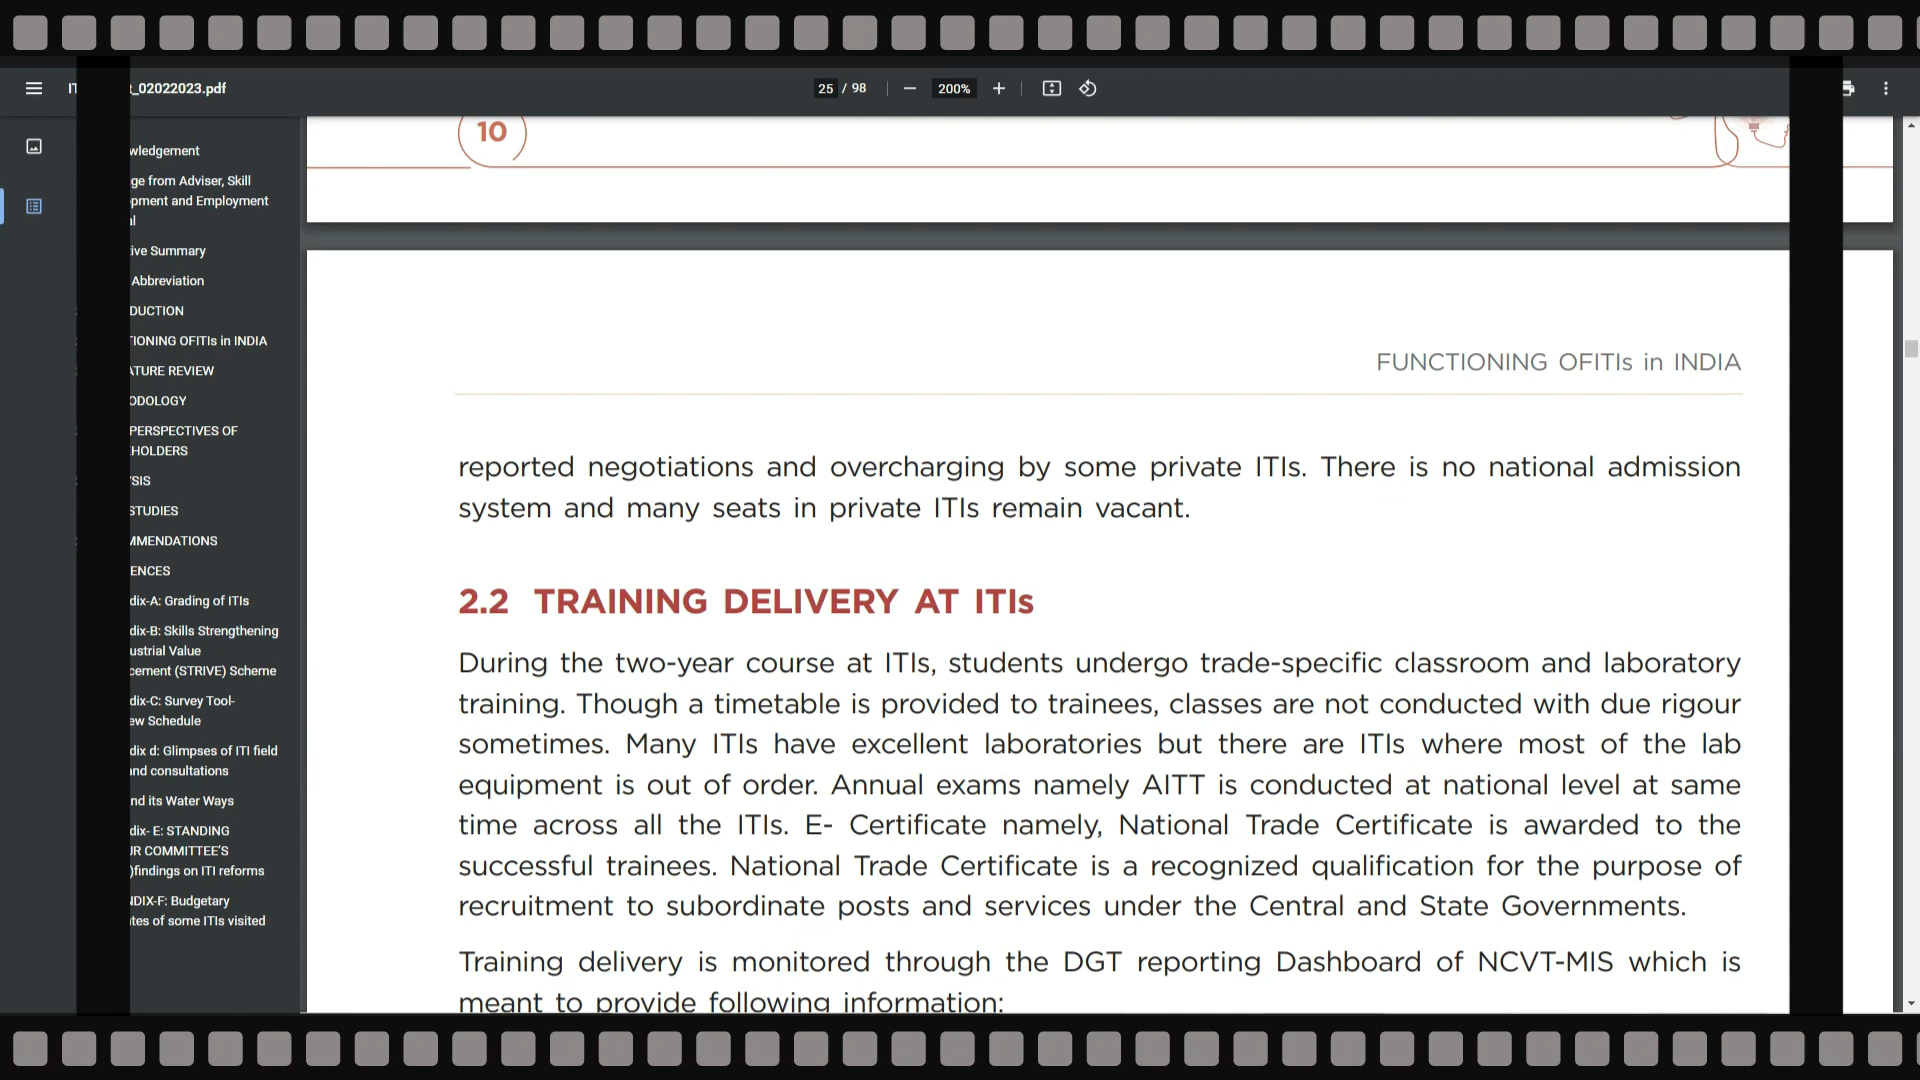 t_02022023.pdf
25 / 98
200%
wledgement
ge from Adviser, Skill
pment and Employment
al
ive Summary
Abbreviation
DUCTION
TIONING OFITIs in INDIA
ATURE REVIEW
ODOLOGY
PERSPECTIVES OF
HOLDERS
SIS
STUDIES
MMENDATIONS
ENCES
dix-A: Grading of ITIs
dix-B: Skills Strengthening
ustrial Value
cement (STRIVE) Scheme
dix-C: Survey Tool-
ew Schedule
dix d: Glimpses of ITI field
and consultations
nd its Water Ways
dix- E: STANDING
UR COMMITTEE'S
)findings on ITI reforms
NDIX-F: Budgetary
ates of some ITIs visited
10
FUNCTIONING OFITIs in INDIA
reported negotiations and overcharging by some private ITIs. There is no national admission
system and many seats in private ITIs remain vacant.
2.2 TRAINING DELIVERY AT ITIs
During the two-year course at ITIs, students undergo trade-specific classroom and laboratory
training. Though a timetable is provided to trainees, classes are not conducted with due rigour
sometimes. Many ITIs have excellent laboratories but there are ITIs where most of the lab
equipment is out of order. Annual exams namely AITT is conducted at national level at same
time across all the ITIs. E- Certificate namely, National Trade Certificate is awarded to the
successful trainees. National Trade Certificate is a recognized qualification for the purpose of
recruitment to subordinate posts and services under the Central and State Governments.
Training delivery is monitored through the DGT reporting Dashboard of NCVT-MIS which is
meant to provide following information: